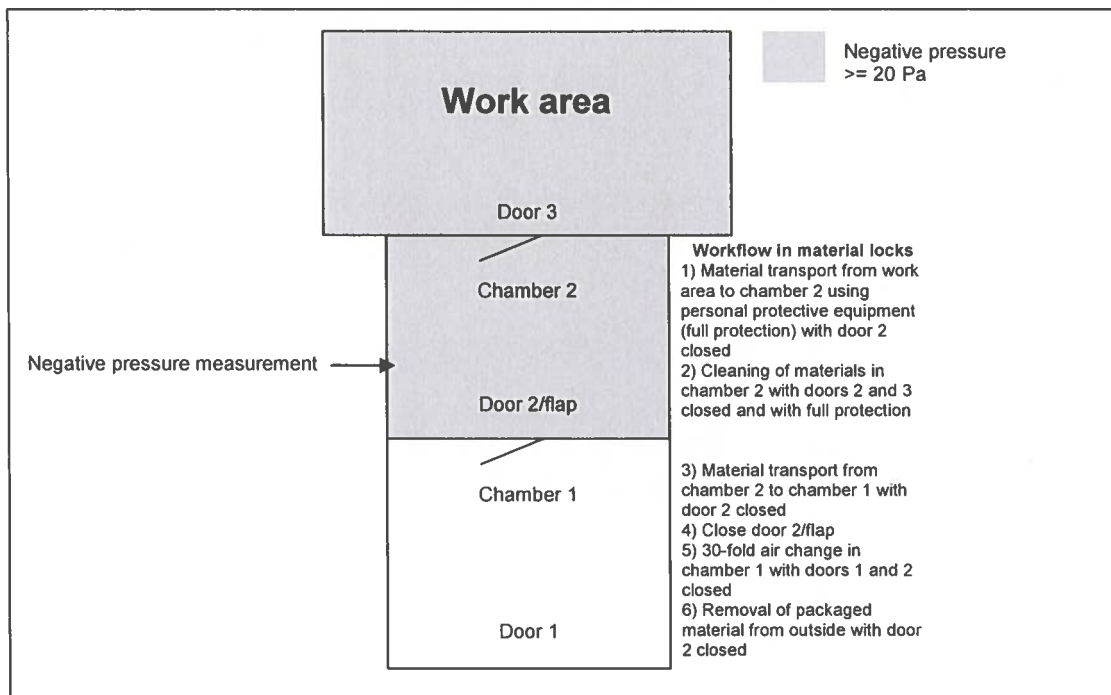 Negative pressure
>= 20 Pa
Work area
Door 3
Chamber 2
Negative pressure measurement
Door 2/flap
Chamber 1
Door 1
Workflow in material locks
1) Material transport from work
area to chamber 2 using
personal protective equipment
(full protection) with door 2
closed
2) Cleaning of materials in
chamber 2 with doors 2 and 3
closed and with full protection
3) Material transport from
chamber 2 to chamber 1 with
door 2 closed
4) Close door 2/flap
5) 30-fold air change in
chamber 1 with doors 1 and 2
closed
6) Removal of packaged
material from outside with door
2 closed